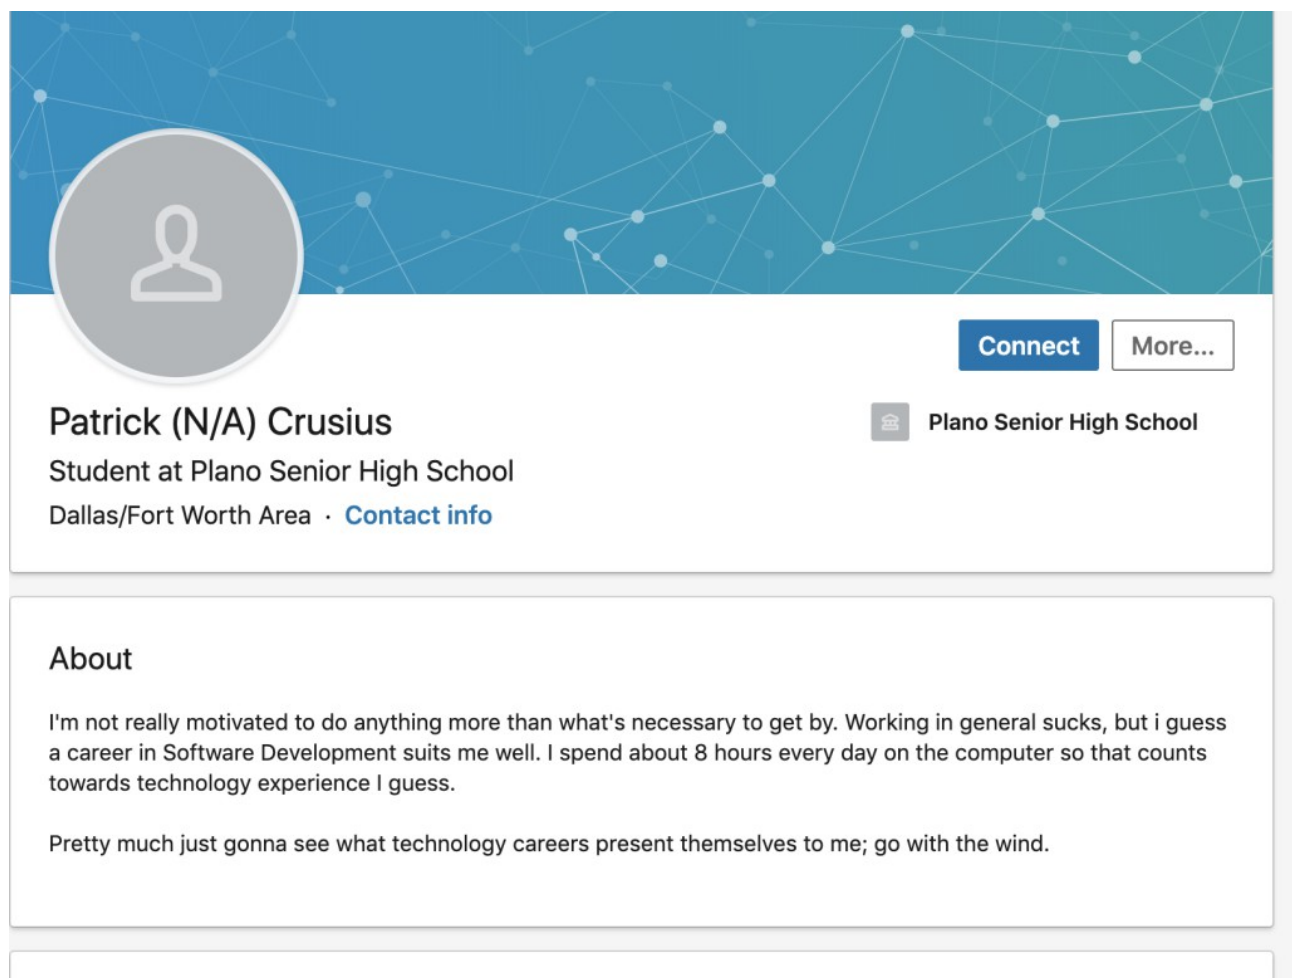 Connect
More...
Patrick (N/A) Crusius
Plano Senior High School
Student at Plano Senior High School
Dallas/Fort Worth Area · Contact info
About
I'm not really motivated to do anything more than what's necessary to get by. Working in general sucks, but i guess
a career in Software Development suits me well. I spend about 8 hours every day on the computer so that counts
towards technology experience I guess.
Pretty much just gonna see what technology careers present themselves to me; go with the wind.